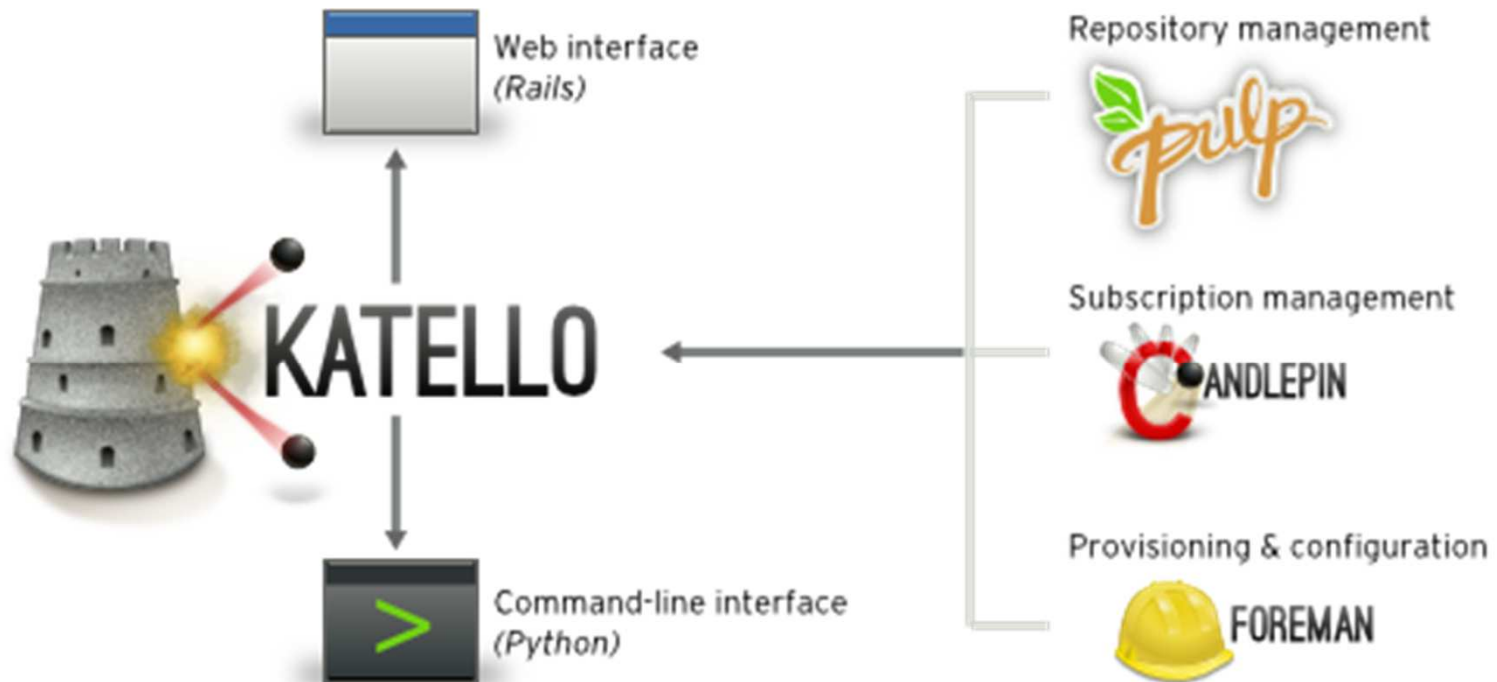 Web interface
(Rails)
KATELLO
Command-line interface
(Python)
Repository management
pulp
Subscription management
CANDLEPIN
Provisioning & configuration
FOREMAN